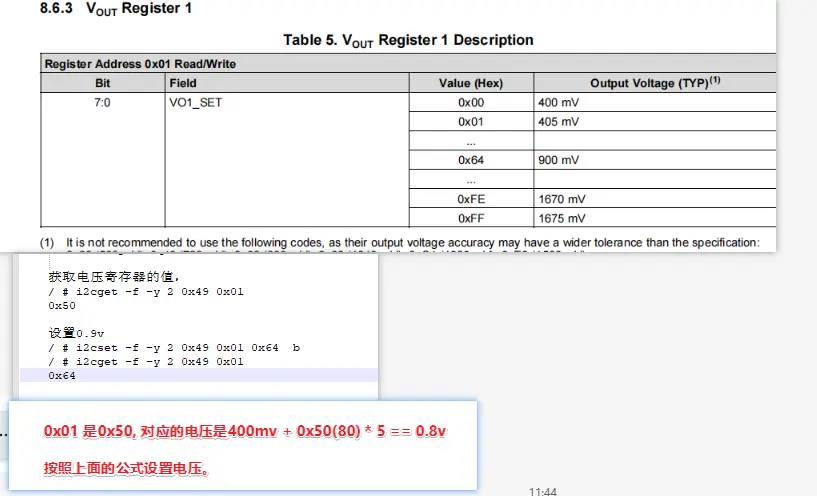 8.6.3 VOUT Register 1
Table 5. VOUT Register 1 Description
Register Address 0x01 Read/Write
Bit Field Value (Hex) Output Voltage (TYP)(1)
7:0 VO1_SET 0x00 400 mV
0x01 405 mV
...
0x64 900 mV
...
0xFE 1670 mV
0xFF 1675 mV
(1) It is not recommended to use the following codes, as their output voltage accuracy may have a wider tolerance than the specification:
获取电压寄存器的值，
/ # i2cget -f -y 2 0x49 0x01
0x50
设置0.9v
/ # i2cset -f -y 2 0x49 0x01 0x64 b
/ # i2cget -f -y 2 0x49 0x01
0x64
0x01 是0x50, 对应的电压是400mv + 0x50(80) * 5 == 0.8v
按照上面的公式设置电压。
11:44